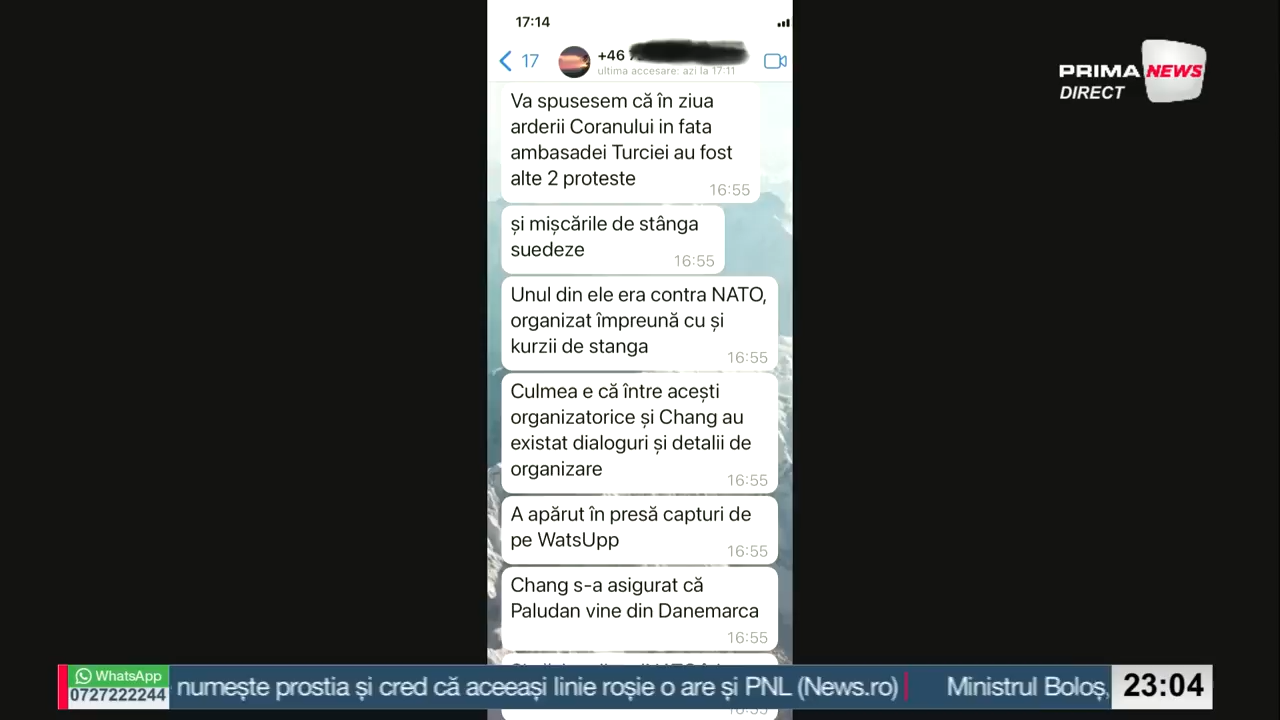 17:14
17
+46
ultima accesare: azi la 17:11
PRIMA NEWS
DIRECT
Va spusesem că în ziua
arderii Coranului in fata
ambasadei Turciei au fost
alte 2 proteste
16:55
și mișcările de stânga
suedeze
16:55
Unul din ele era contra NATO,
organizat împreună cu și
kurzii de stanga
16:55
Culmea e că între acești
organizatorice și Chang au
existat dialoguri și detalii de
organizare
16:55
A apărut în presă capturi de
pe WatsUpp
16:55
Chang s-a asigurat că
Paludan vine din Danemarca
16:55
16:55
WhatsApp
0727222244
numește prostia și cred că aceeași linie roșie o are și PNL (News.ro)
Ministrul Boloș,
23:04